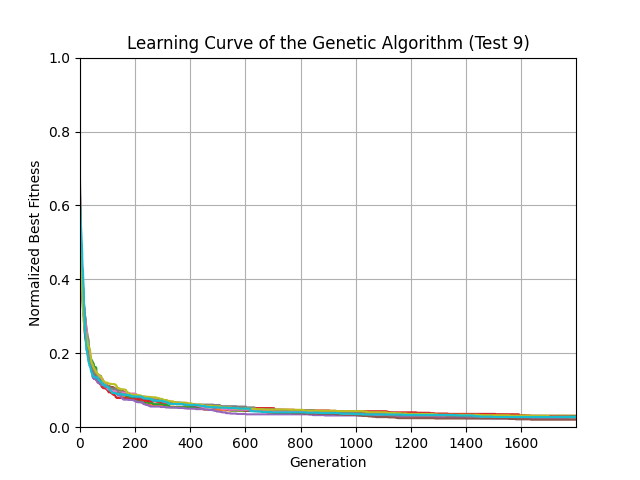 Learning Curve of the Genetic Algorithm (Test 9)
1.0
0.8
0.6
0.4
0.2
0.0
Normalized Best Fitness
0 200 400 600 800 1000 1200 1400 1600
Generation